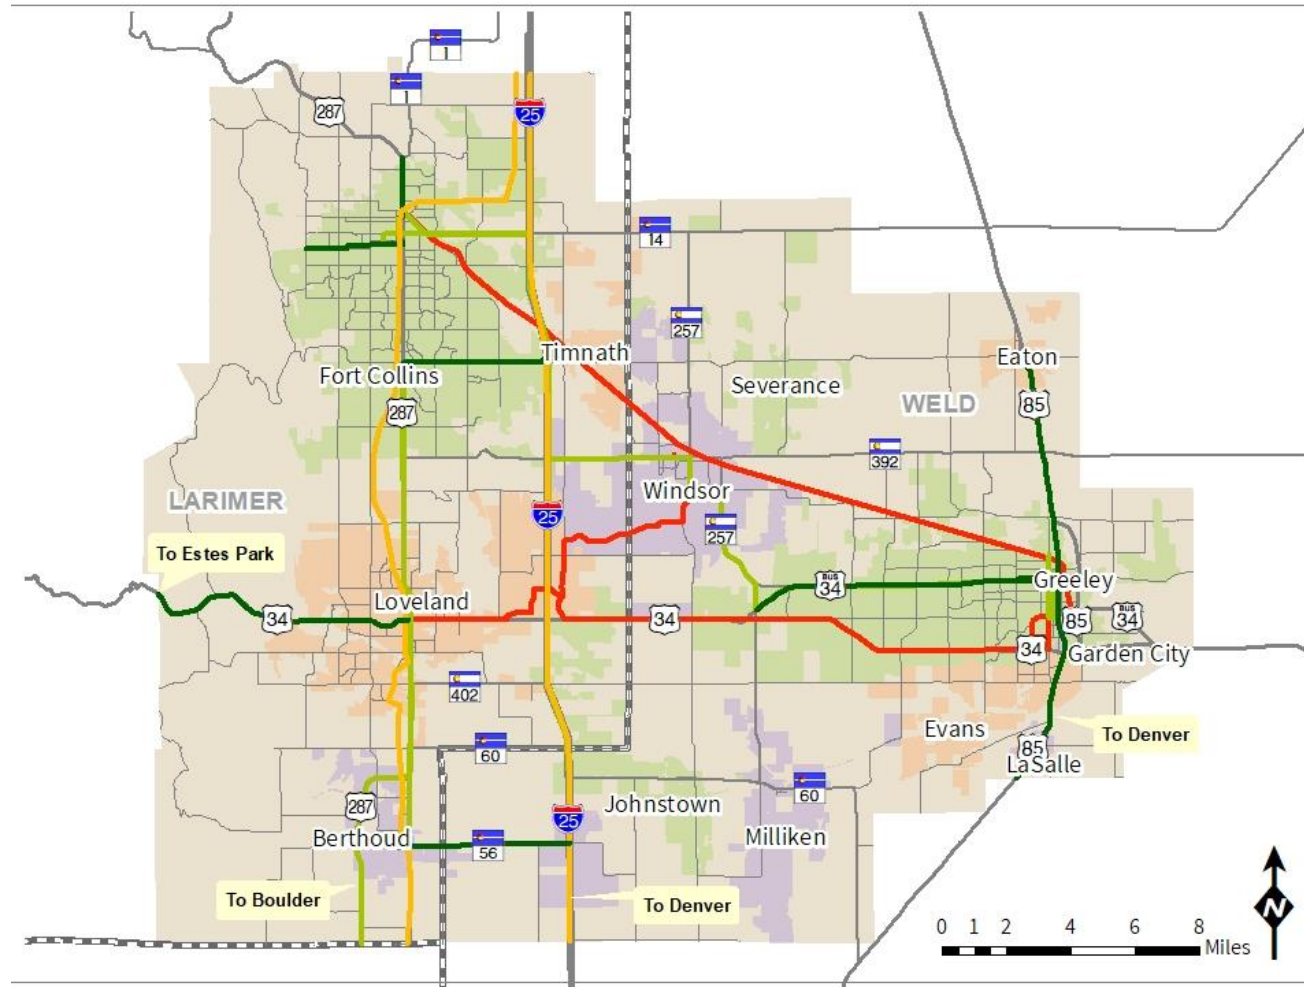 1
1
287
25
14
257
Timnath
Eaton
Fort Collins
Severance
WELD
85
287
392
LARIMER
Windsor
25
257
To Estes Park
Loveland
BUS
34
Greeley
34
34
85
BUS
34
34
Garden City
402
Evans
To Denver
60
85
LaSalle
60
287
25
Johnstown
Milliken
Berthoud
56
To Boulder
To Denver
N
0 1 2 4 6 8
Miles